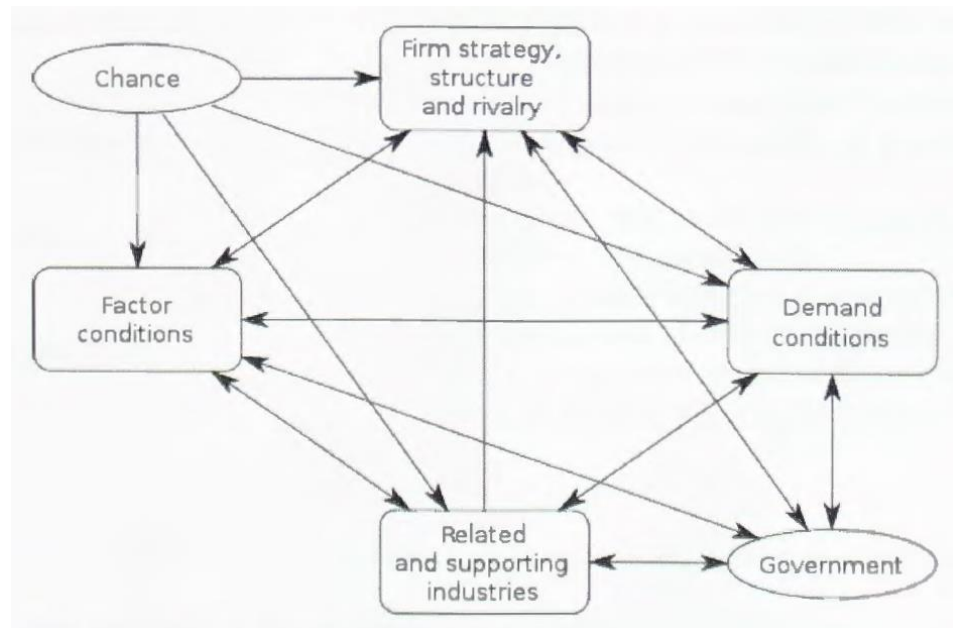 Firm strategy,
structure
and rivalry
Chance
Factor
conditions
Demand
conditions
Related
and supporting
industries
Government